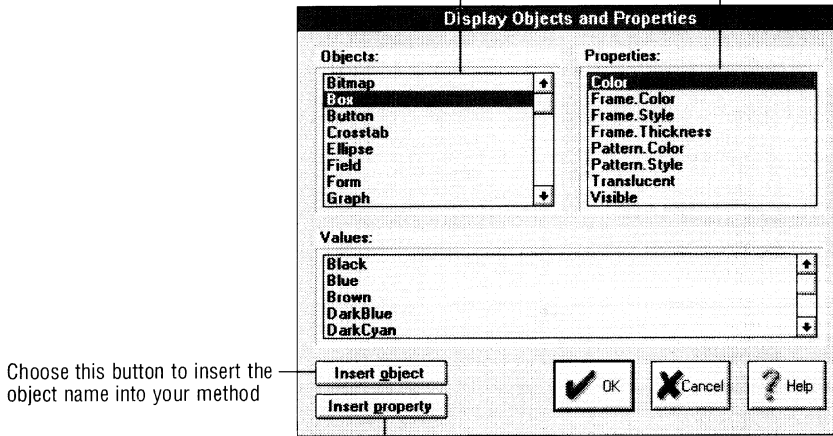 Display Objects and Properties
Objects:
Bitmap
Box
Button
Crosstab
Ellipse
Field
Form
Graph
Properties:
Color
Frame.Color
Frame.Style
Frame.Thickness
Pattern.Color
Pattern.Style
Translucent
Visible
Values:
Black
Blue
Brown
DarkBlue
DarkCyan
Choose this button to insert the
object name into your method
Insert object
Insert property
OK
Cancel
? Help